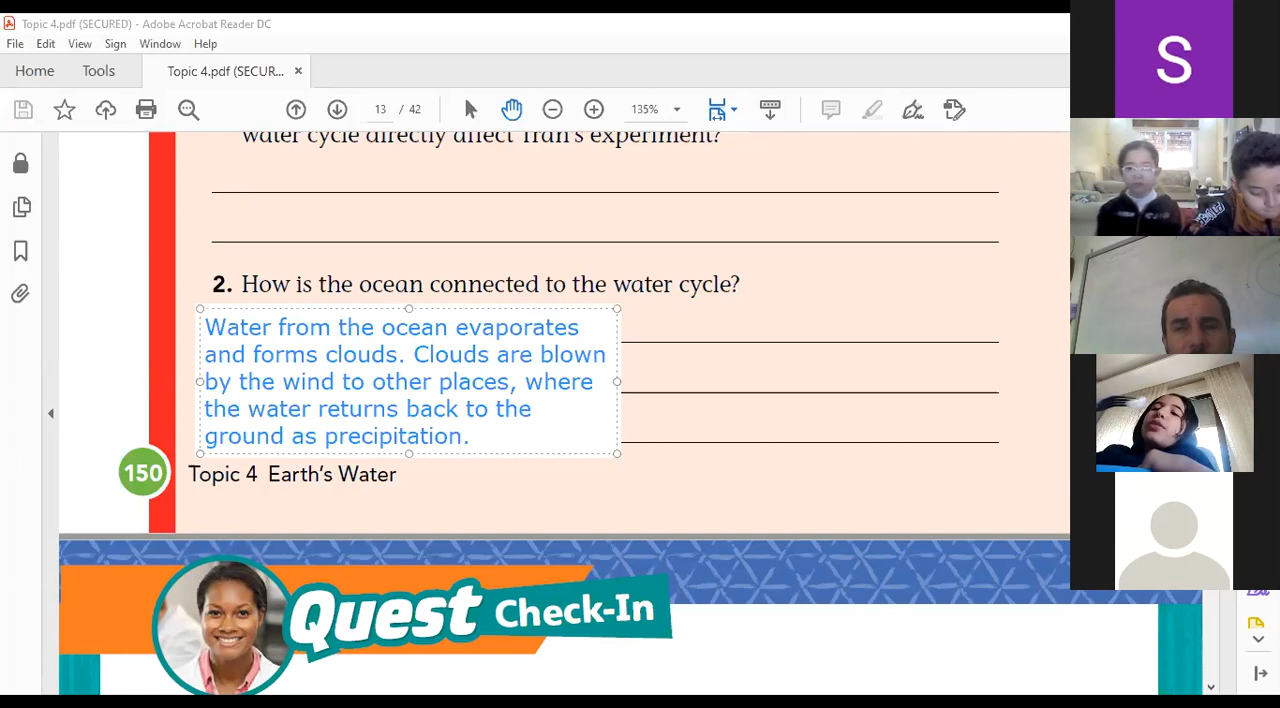 Topic 4.pdf (SECURED) - Adobe Acrobat Reader DC
File Edit View Sign Window Help
Home Tools Topic 4.pdf (SECUR... ×
13 / 42 135%
S
water cycle directly affect Tran's experiment?
2. How is the ocean connected to the water cycle?
Water from the ocean evaporates
and forms clouds. Clouds are blown
by the wind to other places, where
the water returns back to the
ground as precipitation.
150 Topic 4 Earth's Water
Quest Check-In